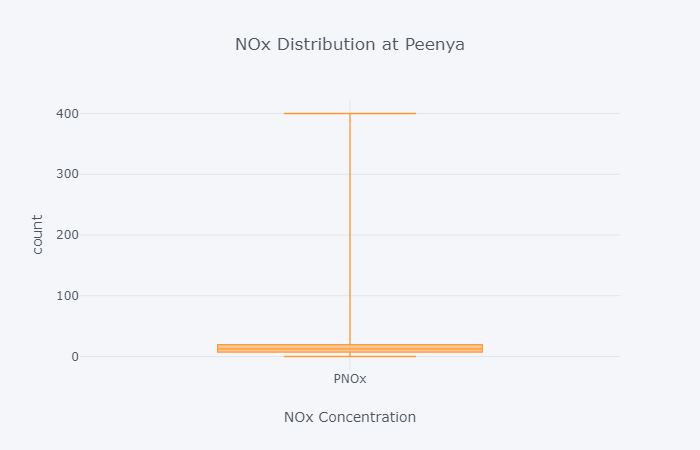 NOx Distribution at Peenya
400
300
200
100
0
count
PNOx
NOx Concentration